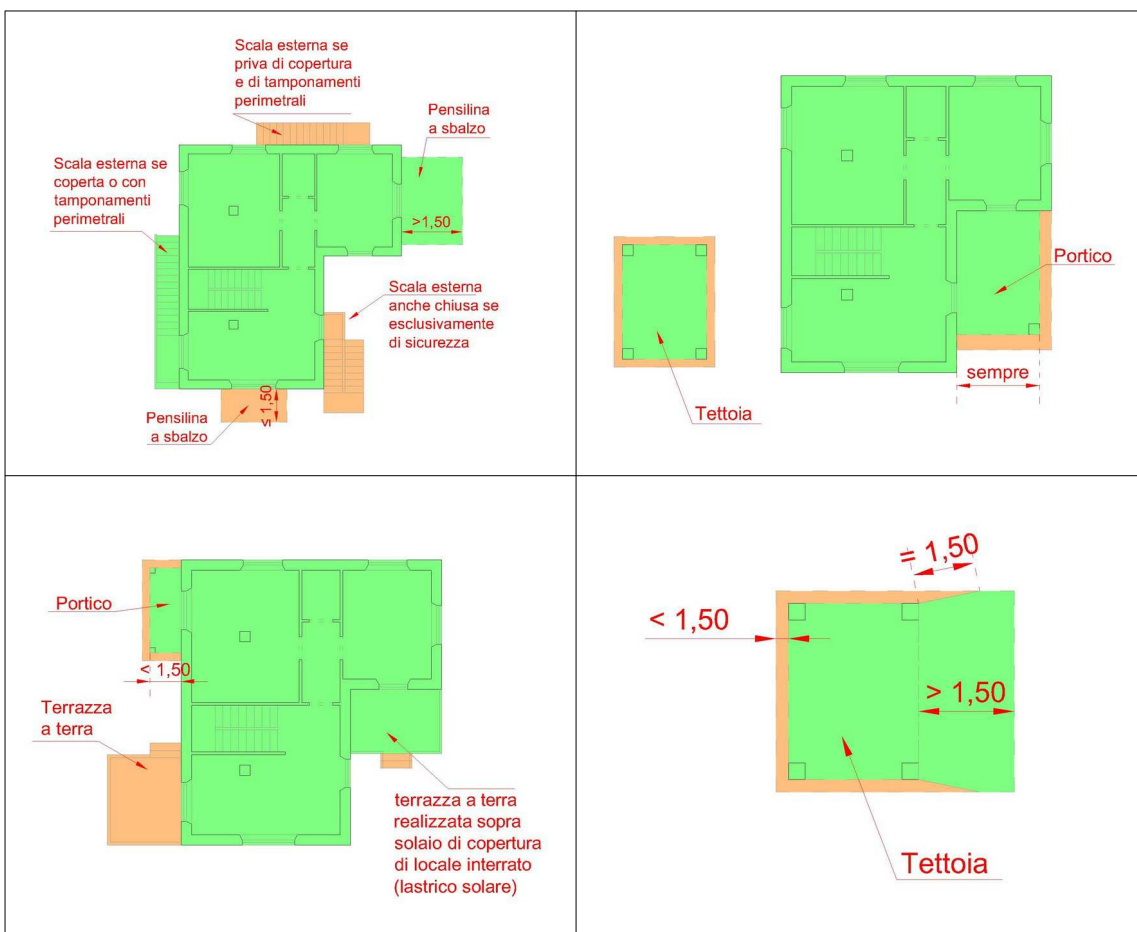 Scala esterna se
priva di copertura
e di tamponamenti
perimetrali
Pensilina
a sbalzo
Scala esterna se
coperta o con
tamponamenti
perimetrali
>1,50
Scala esterna
anche chiusa se
esclusivamente
di sicurezza
≤ 1,50
Pensilina
a sbalzo
Portico
sempre
Tettoia
Portico
< 1,50
Terrazza
a terra
terrazza a terra
realizzata sopra
solaio di copertura
di locale interrato
(lastrico solare)
= 1,50
< 1,50
> 1,50
Tettoia